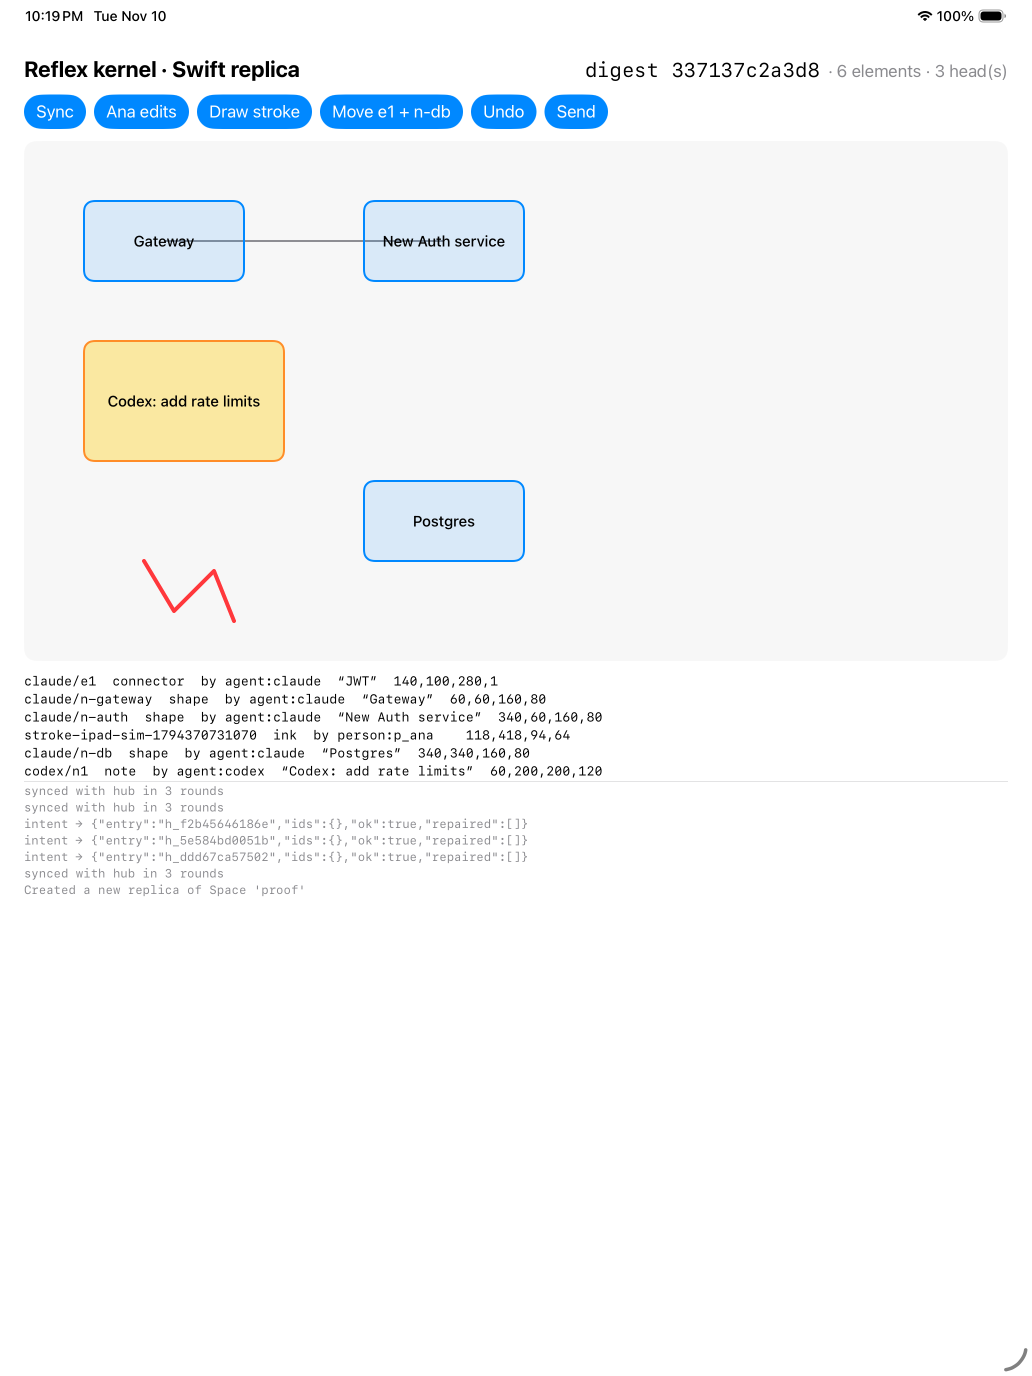 10:19 PM Tue Nov 10 100%
Reflex kernel · Swift replica digest 337137c2a3d8 · 6 elements · 3 head(s)
Sync Ana edits Draw stroke Move e1 + n-db Undo Send
Gateway New Auth service
Codex: add rate limits
Postgres
claude/e1 connector by agent:claude “JWT” 140,100,280,1
claude/n-gateway shape by agent:claude “Gateway” 60,60,160,80
claude/n-auth shape by agent:claude “New Auth service” 340,60,160,80
stroke-ipad-sim-1794370731070 ink by person:p_ana 118,418,94,64
claude/n-db shape by agent:claude “Postgres” 340,340,160,80
codex/n1 note by agent:codex “Codex: add rate limits” 60,200,200,120
synced with hub in 3 rounds
synced with hub in 3 rounds
intent → {"entry":"h_f2b45646186e","ids":{},"ok":true,"repaired":[]}
intent → {"entry":"h_5e584bd0051b","ids":{},"ok":true,"repaired":[]}
intent → {"entry":"h_ddd67ca57502","ids":{},"ok":true,"repaired":[]}
synced with hub in 3 rounds
Created a new replica of Space 'proof'